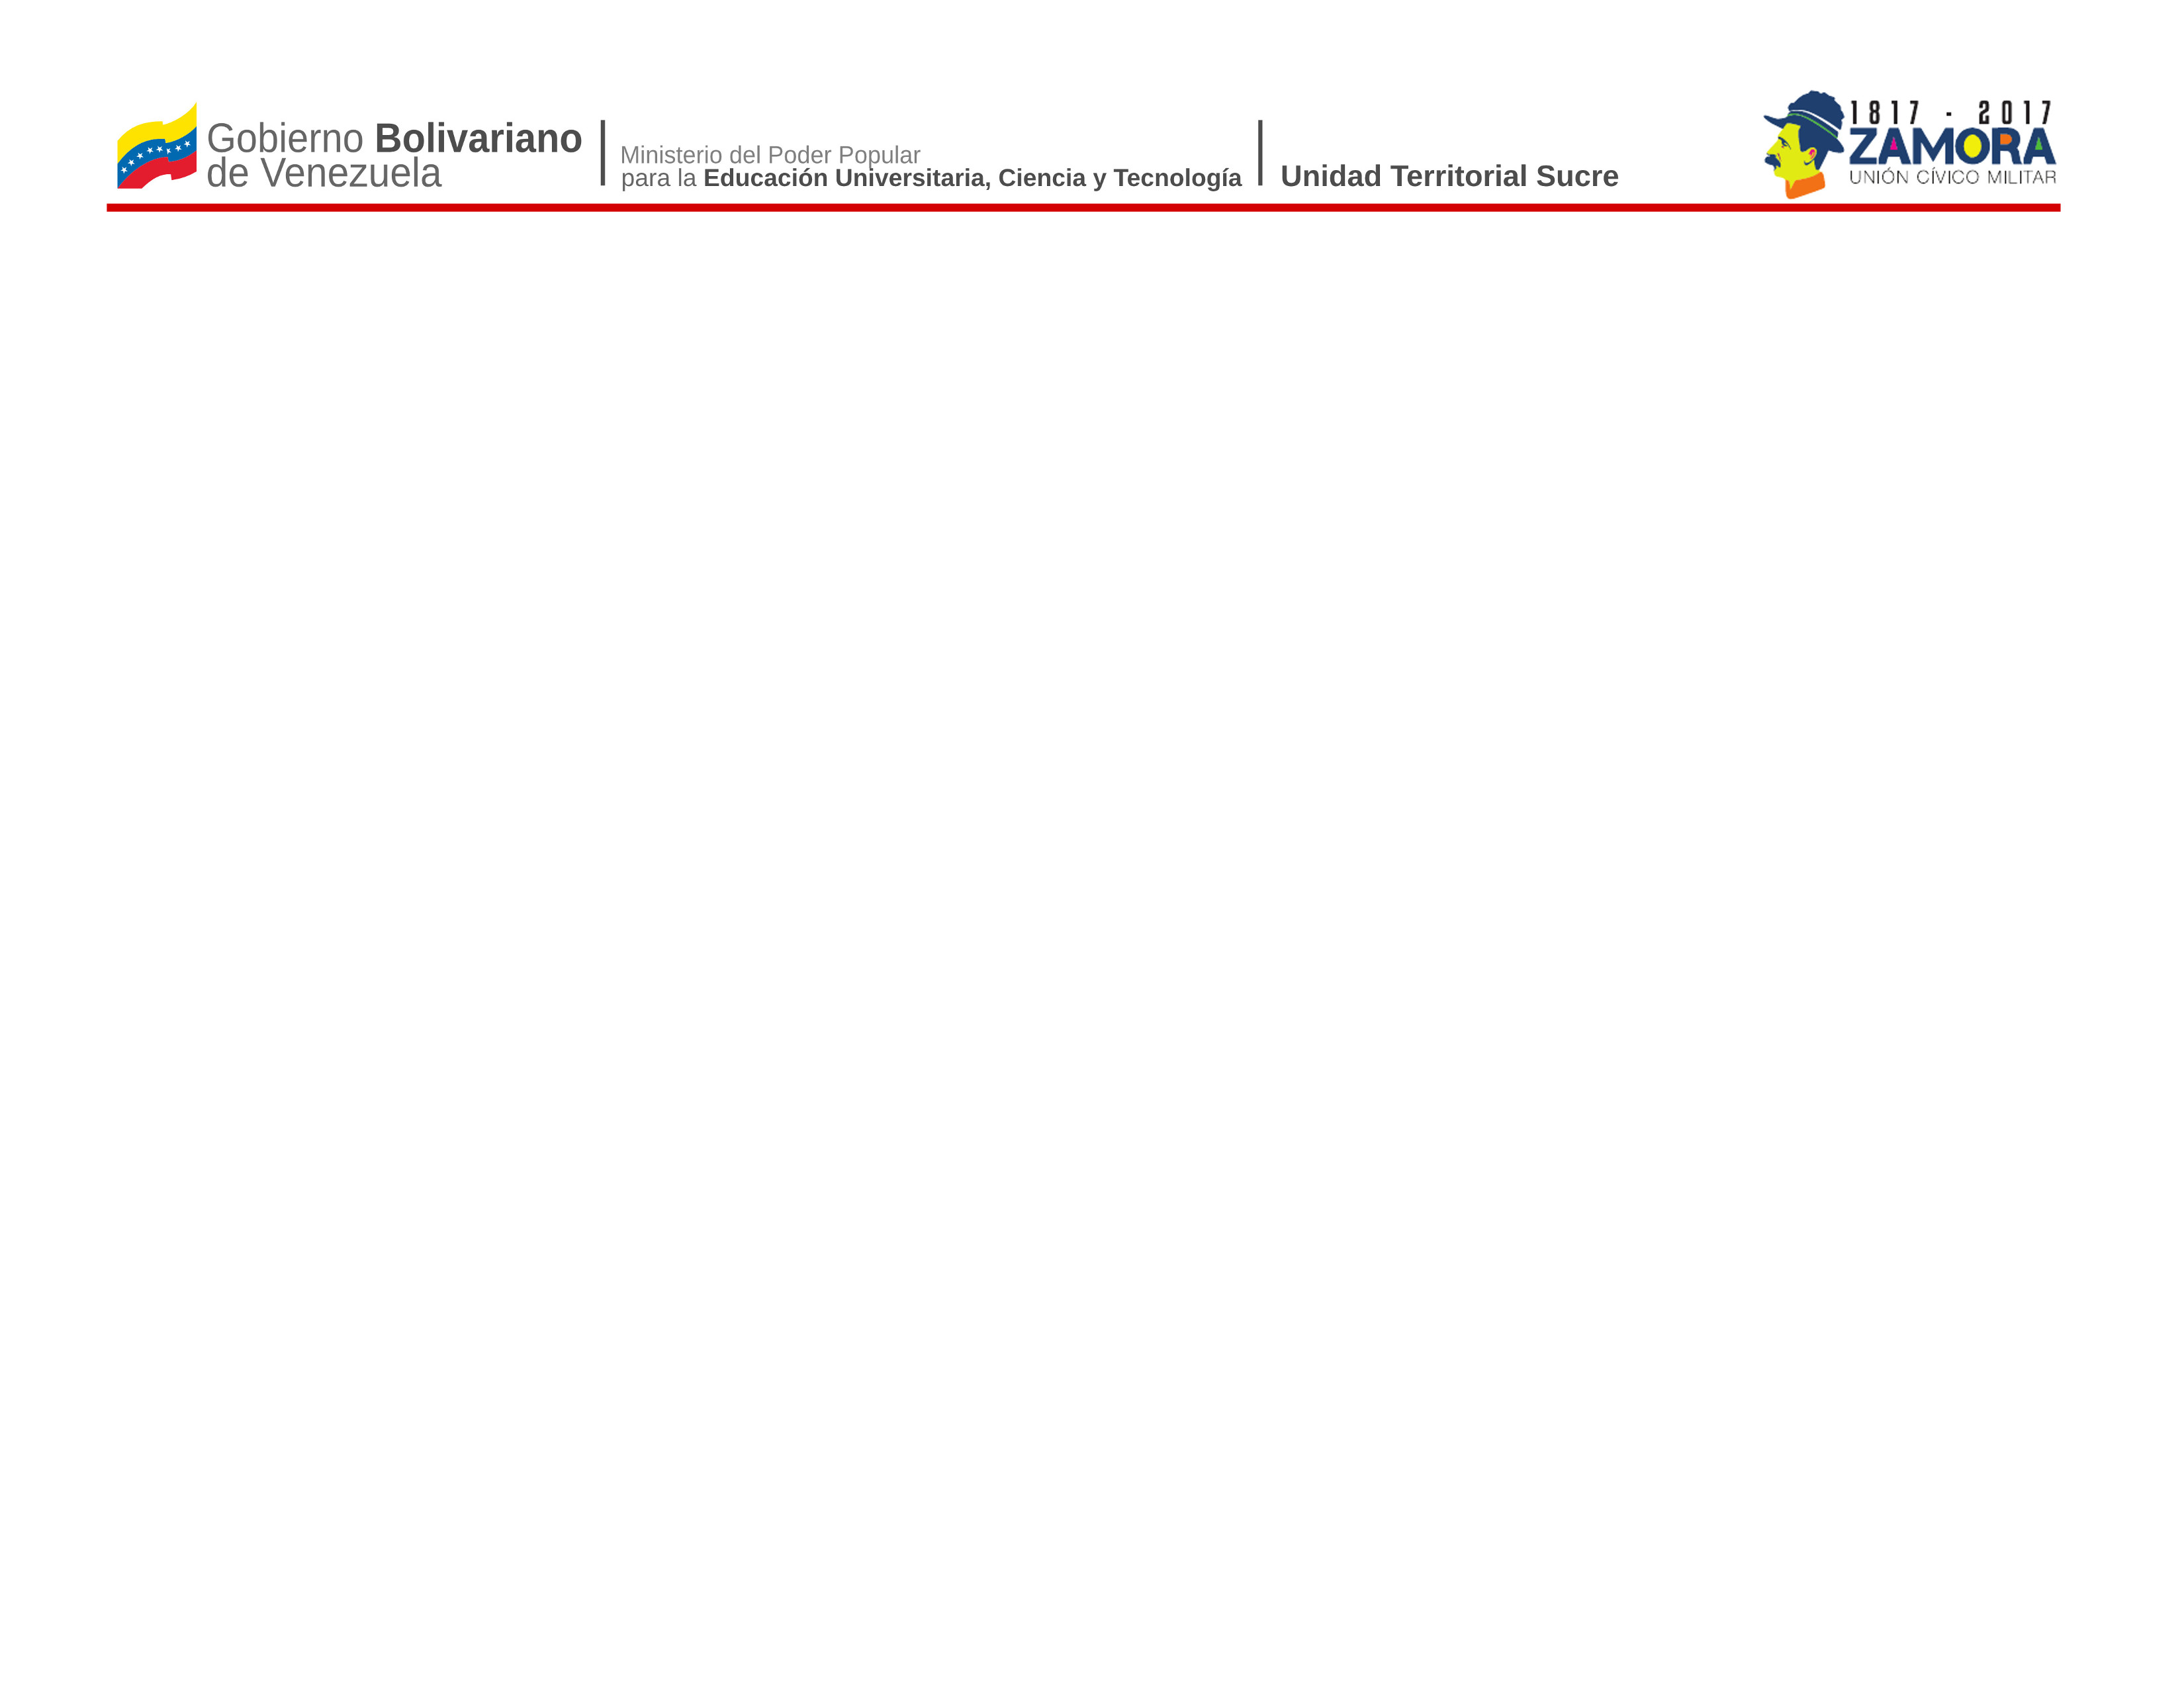 Gobierno Bolivariano
de Venezuela
Ministerio del Poder Popular
para la Educación Universitaria, Ciencia y Tecnología
Unidad Territorial Sucre
1817 - 2017
ZAMORA
UNIÓN CÍVICO MILITAR